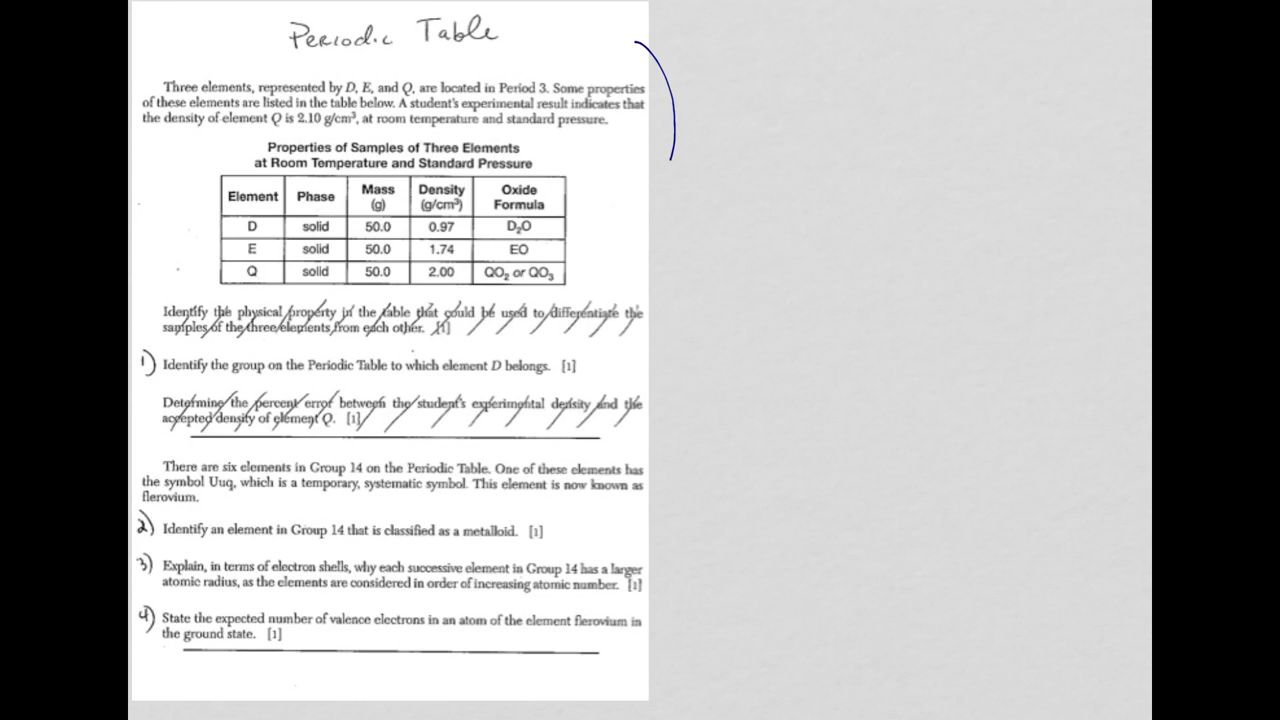 Periodic Table
Three elements, represented by D, E, and Q, are located in Period 3. Some properties
of these elements are listed in the table below. A student's experimental result indicates that
the density of element Q is 2.10 g/cm³, at room temperature and standard pressure.
Properties of Samples of Three Elements
at Room Temperature and Standard Pressure
Element Phase Mass (g) Density (g/cm³) Oxide Formula
D solid 50.0 0.97 D₂O
E solid 50.0 1.74 EO
Q solid 50.0 2.00 QO₂ or QO₃
Identify the physical property in the table that could be used to differentiate the
samples of the three elements from each other. [1]
1) Identify the group on the Periodic Table to which element D belongs. [1]
Determine the percent error between the student's experimental density and the
accepted density of element Q. [1]
There are six elements in Group 14 on the Periodic Table. One of these elements has
the symbol Uuq, which is a temporary, systematic symbol. This element is now known as
flerovium.
2) Identify an element in Group 14 that is classified as a metalloid. [1]
3) Explain, in terms of electron shells, why each successive element in Group 14 has a larger
atomic radius, as the elements are considered in order of increasing atomic number. [1]
4) State the expected number of valence electrons in an atom of the element flerovium in
the ground state. [1]